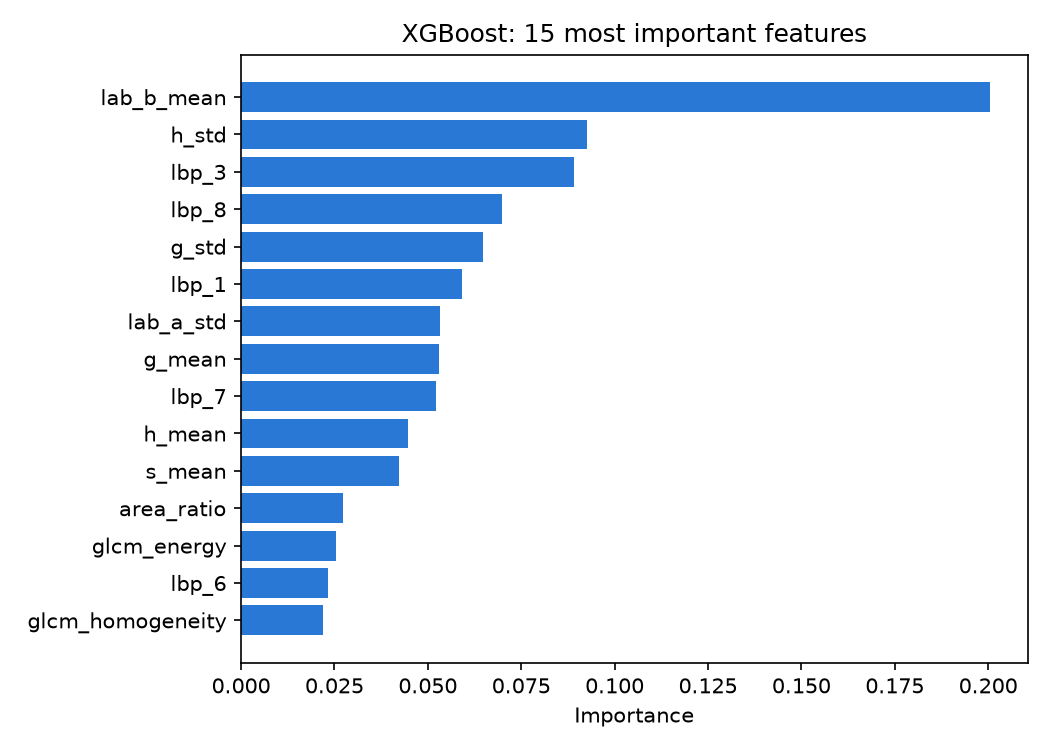 XGBoost: 15 most important features
lab_b_mean
h_std
lbp_3
lbp_8
g_std
lbp_1
lab_a_std
g_mean
lbp_7
h_mean
s_mean
area_ratio
glcm_energy
lbp_6
glcm_homogeneity
0.000 0.025 0.050 0.075 0.100 0.125 0.150 0.175 0.200
Importance